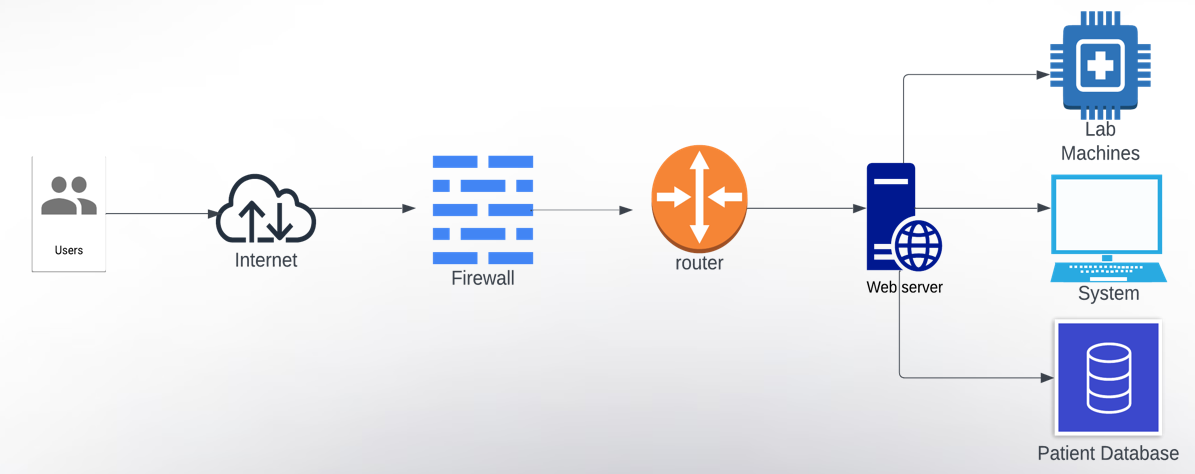 Users
Internet
Firewall
router
Web server
Lab
Machines
System
Patient Database